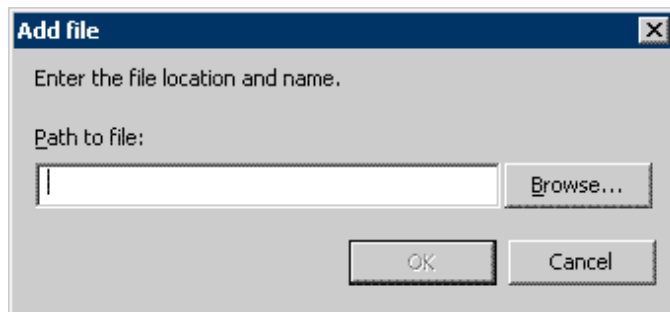 Add file
Enter the file location and name.
Path to file:
Browse...
OK
Cancel